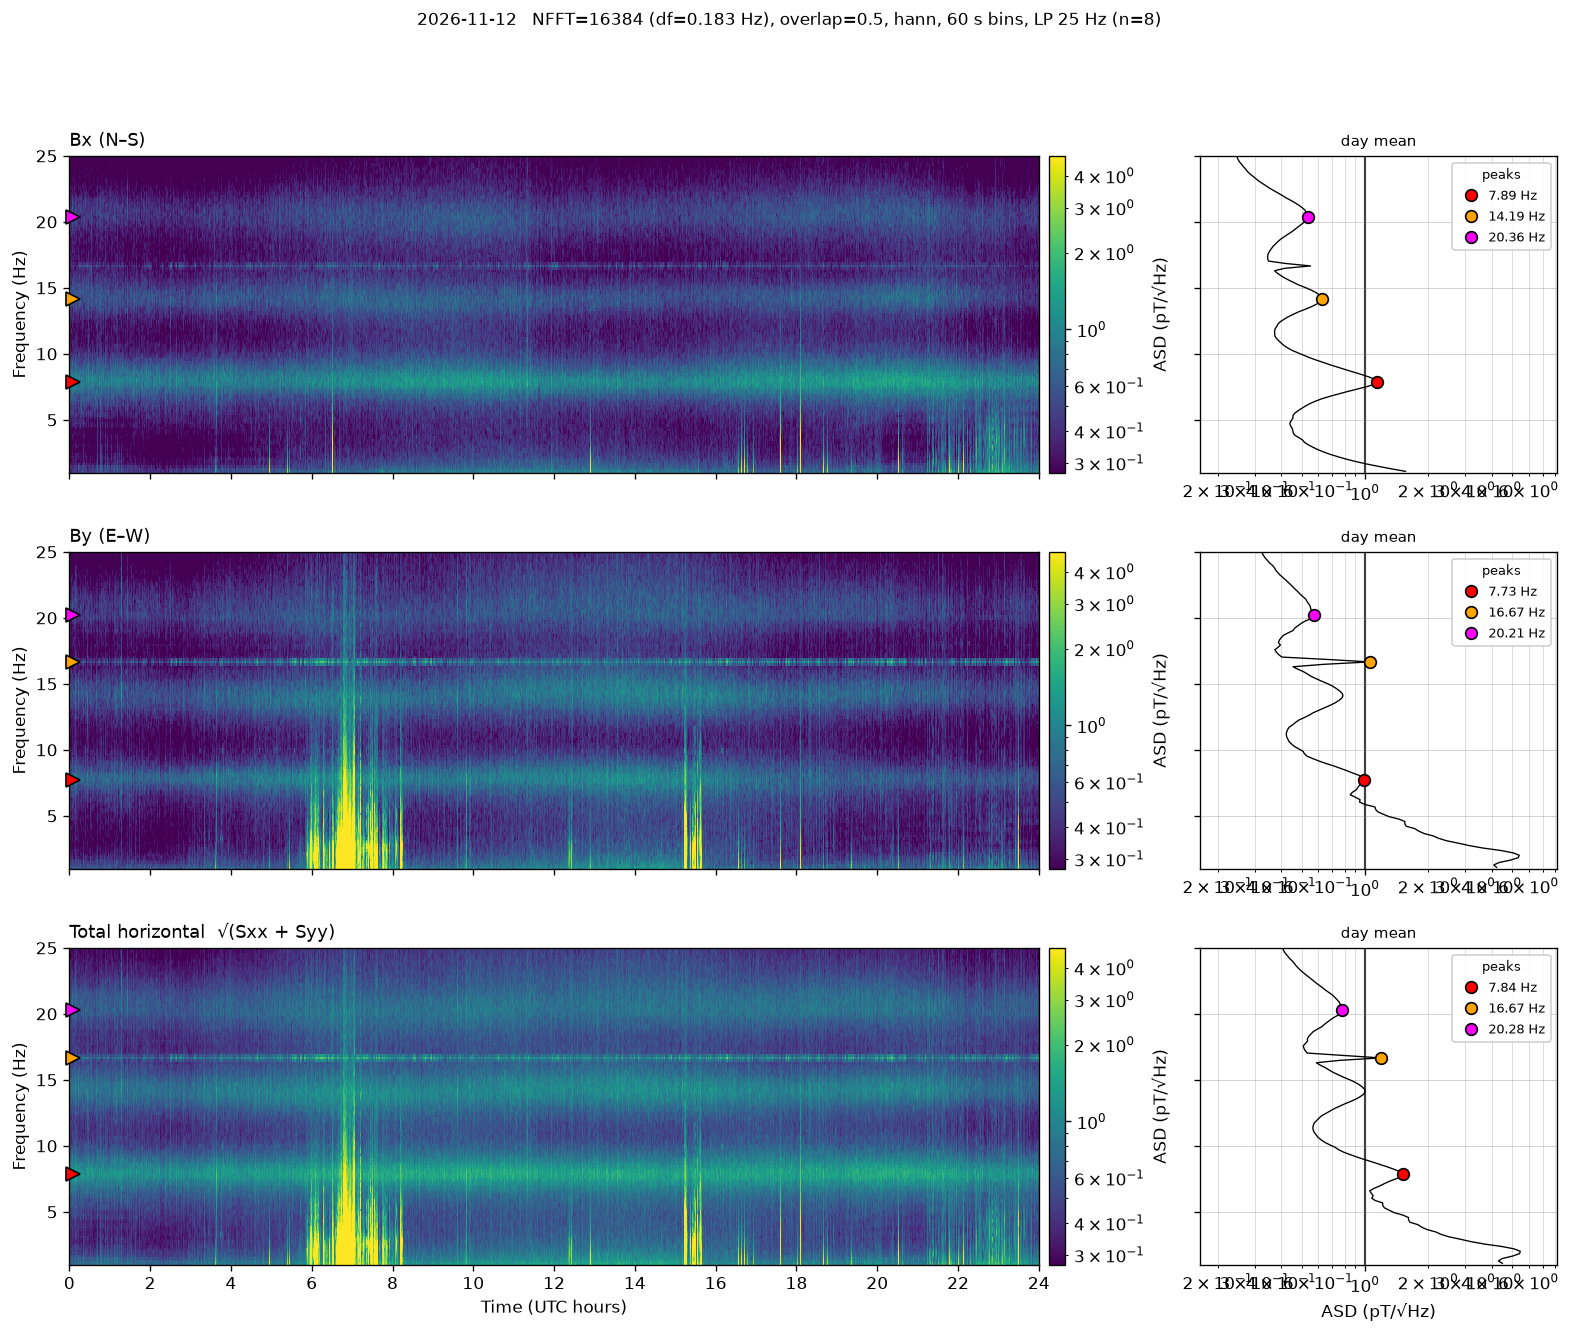 2026-11-12   NFFT=16384 (df=0.183 Hz), overlap=0.5, hann, 60 s bins, LP 25 Hz (n=8)
Bx (N–S)
Frequency (Hz)
25
20
15
10
5
4×10⁰
3×10⁰
2×10⁰
10⁰
6×10⁻¹
4×10⁻¹
3×10⁻¹
ASD (pT/√Hz)
day mean
peaks
7.89 Hz
14.19 Hz
20.36 Hz
10⁰
By (E–W)
Frequency (Hz)
25
20
15
10
5
4×10⁰
3×10⁰
2×10⁰
10⁰
6×10⁻¹
4×10⁻¹
3×10⁻¹
ASD (pT/√Hz)
day mean
peaks
7.73 Hz
16.67 Hz
20.21 Hz
10⁰
Total horizontal  √(Sxx + Syy)
Frequency (Hz)
25
20
15
10
5
0 2 4 6 8 10 12 14 16 18 20 22 24
Time (UTC hours)
4×10⁰
3×10⁰
2×10⁰
10⁰
6×10⁻¹
4×10⁻¹
3×10⁻¹
ASD (pT/√Hz)
day mean
peaks
7.84 Hz
16.67 Hz
20.28 Hz
10⁰
ASD (pT/√Hz)